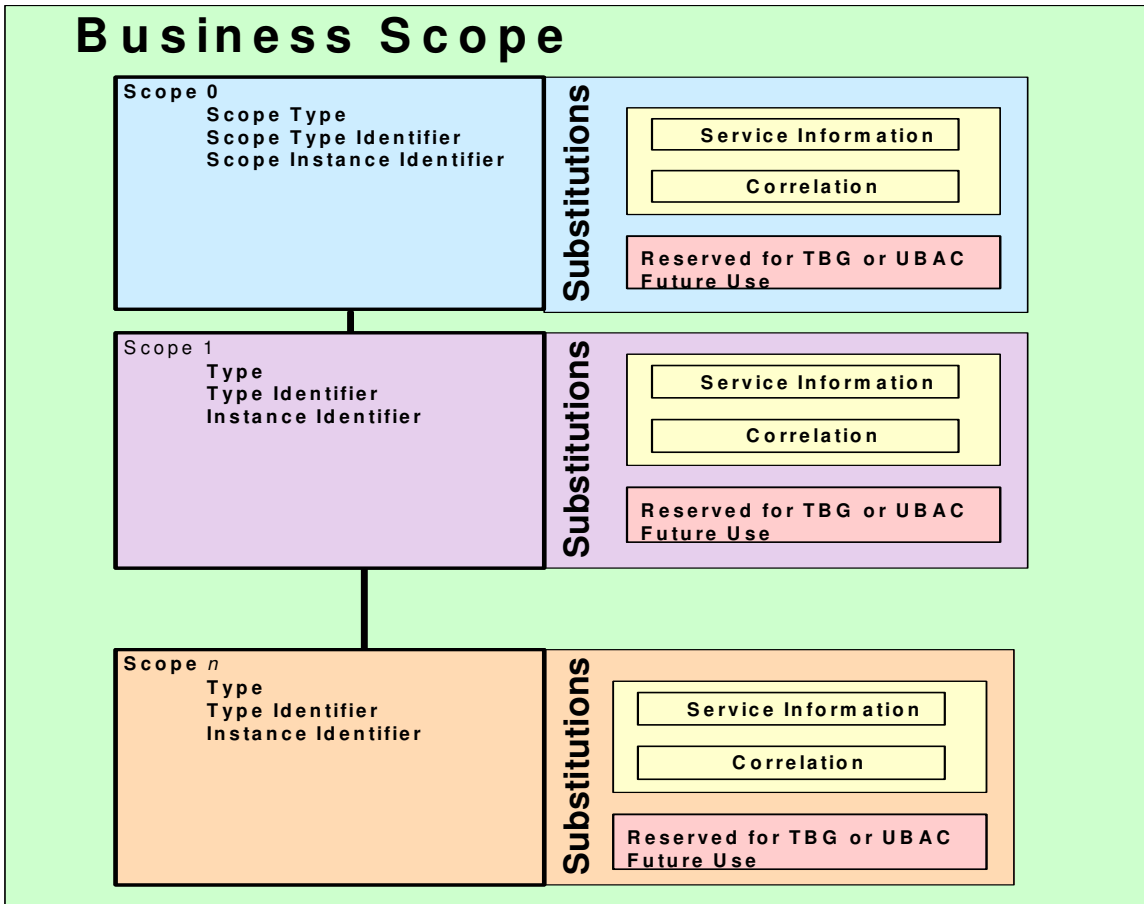 Business Scope
Scope 0
Scope Type
Scope Type Identifier
Scope Instance Identifier
Substitutions
Service Information
Correlation
Reserved for TBG or UBAC
Future Use
Scope 1
Type
Type Identifier
Instance Identifier
Substitutions
Service Information
Correlation
Reserved for TBG or UBAC
Future Use
Scope n
Type
Type Identifier
Instance Identifier
Substitutions
Service Information
Correlation
Reserved for TBG or UBAC
Future Use